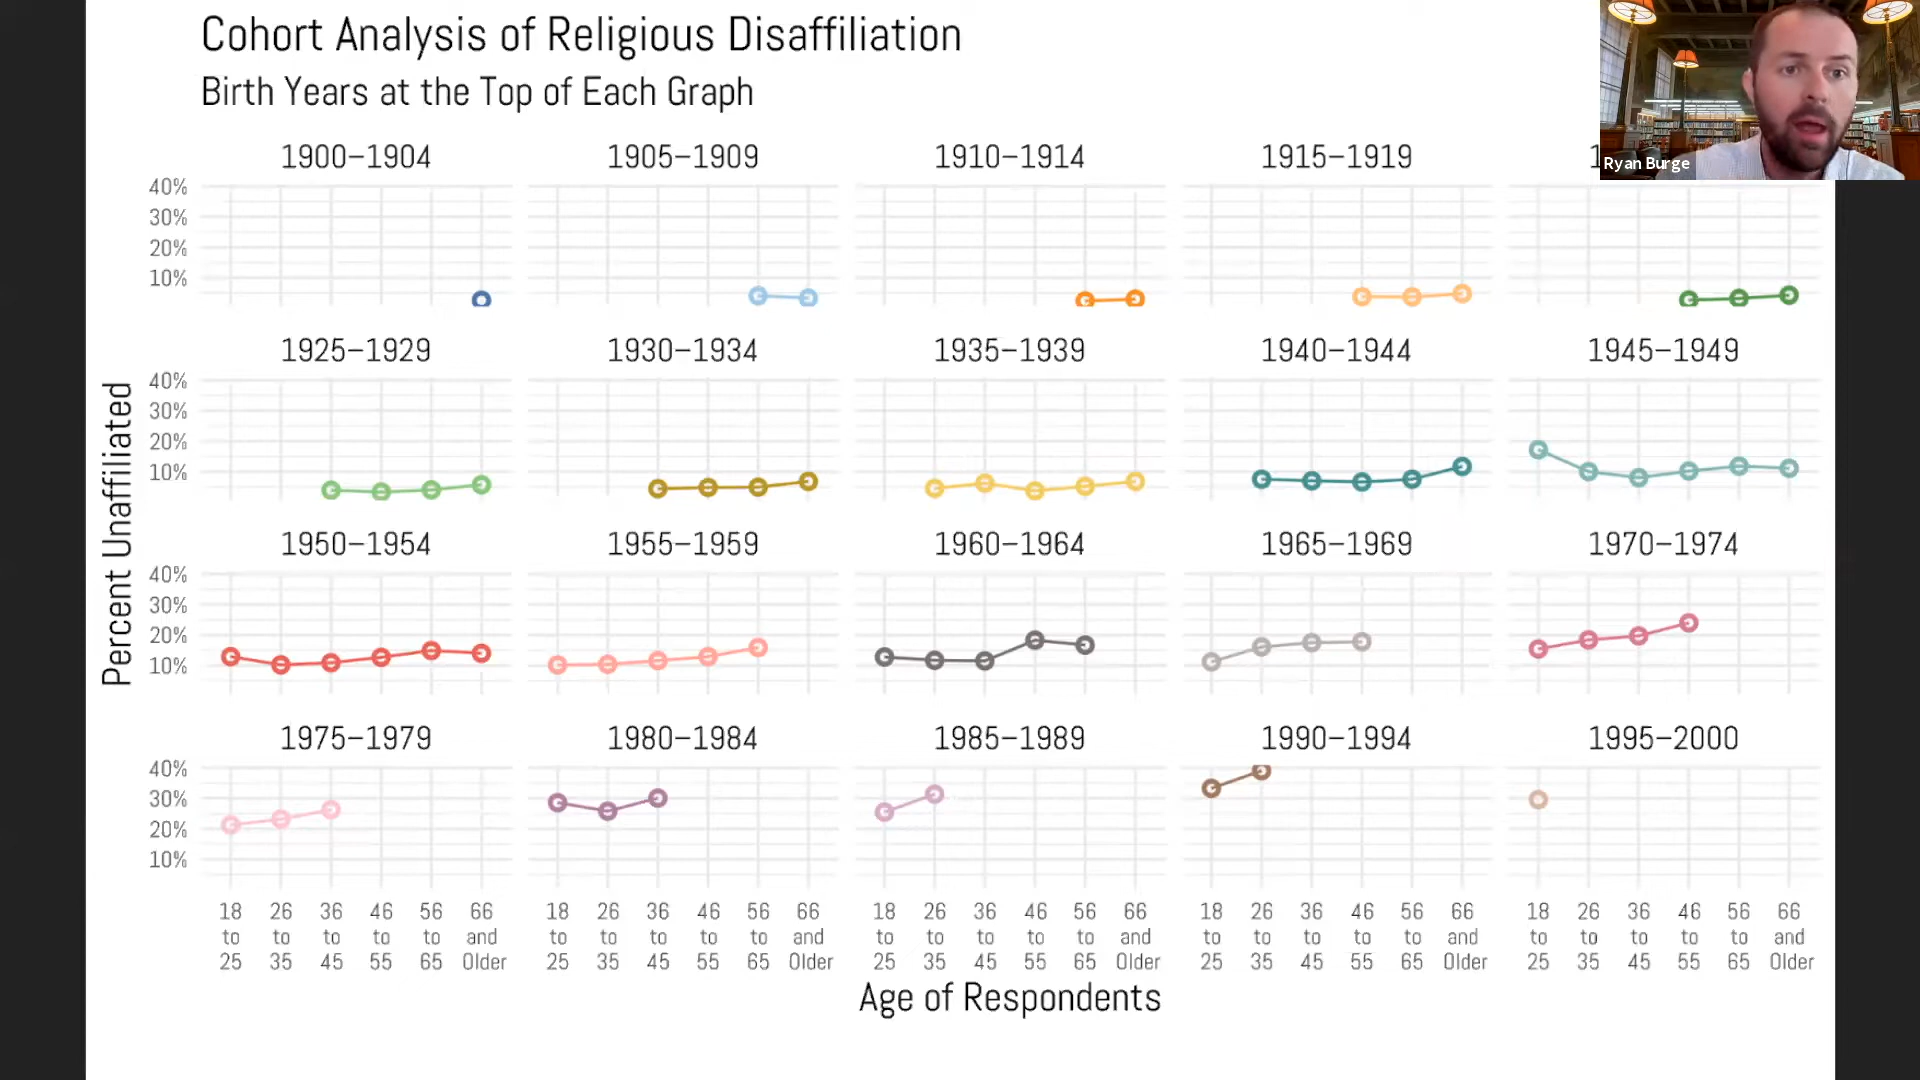 Cohort Analysis of Religious Disaffiliation
Birth Years at the Top of Each Graph
Ryan Burge
1900–1904 1905–1909 1910–1914 1915–1919
40%
30%
20%
10%
1925–1929 1930–1934 1935–1939 1940–1944 1945–1949
40%
30%
20%
10%
Percent Unaffiliated
1950–1954 1955–1959 1960–1964 1965–1969 1970–1974
40%
30%
20%
10%
1975–1979 1980–1984 1985–1989 1990–1994 1995–2000
40%
30%
20%
10%
18 26 36 46 56 66 18 26 36 46 56 66 18 26 36 46 56 66 18 26 36 46 56 66 18 26 36 46 56 66
to to to to to and to to to to to and to to to to to and to to to to to and to to to to to and
25 35 45 55 65 Older 25 35 45 55 65 Older 25 35 45 55 65 Older 25 35 45 55 65 Older 25 35 45 55 65 Older
Age of Respondents